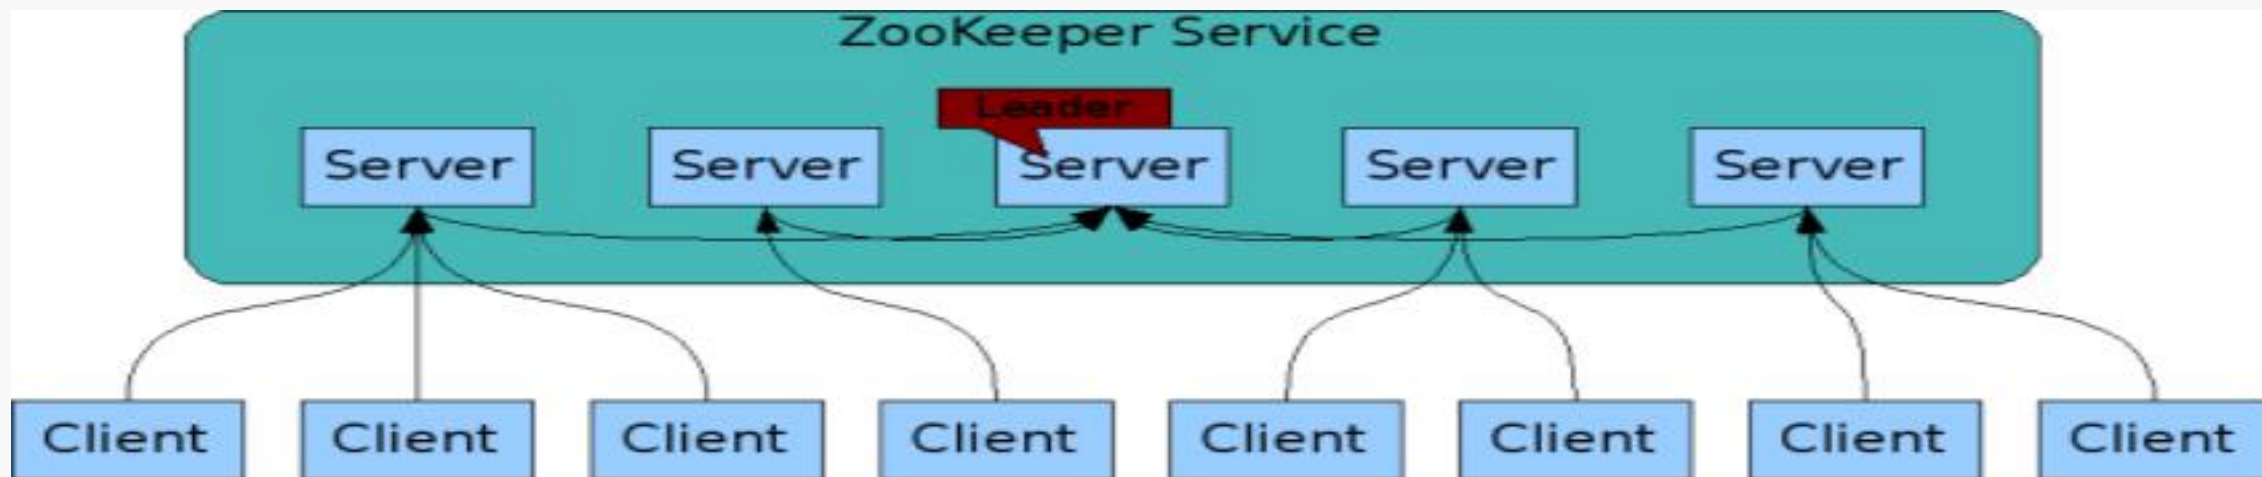 ZooKeeper Service
Leader
Server Server Server Server Server
Client Client Client Client Client Client Client Client